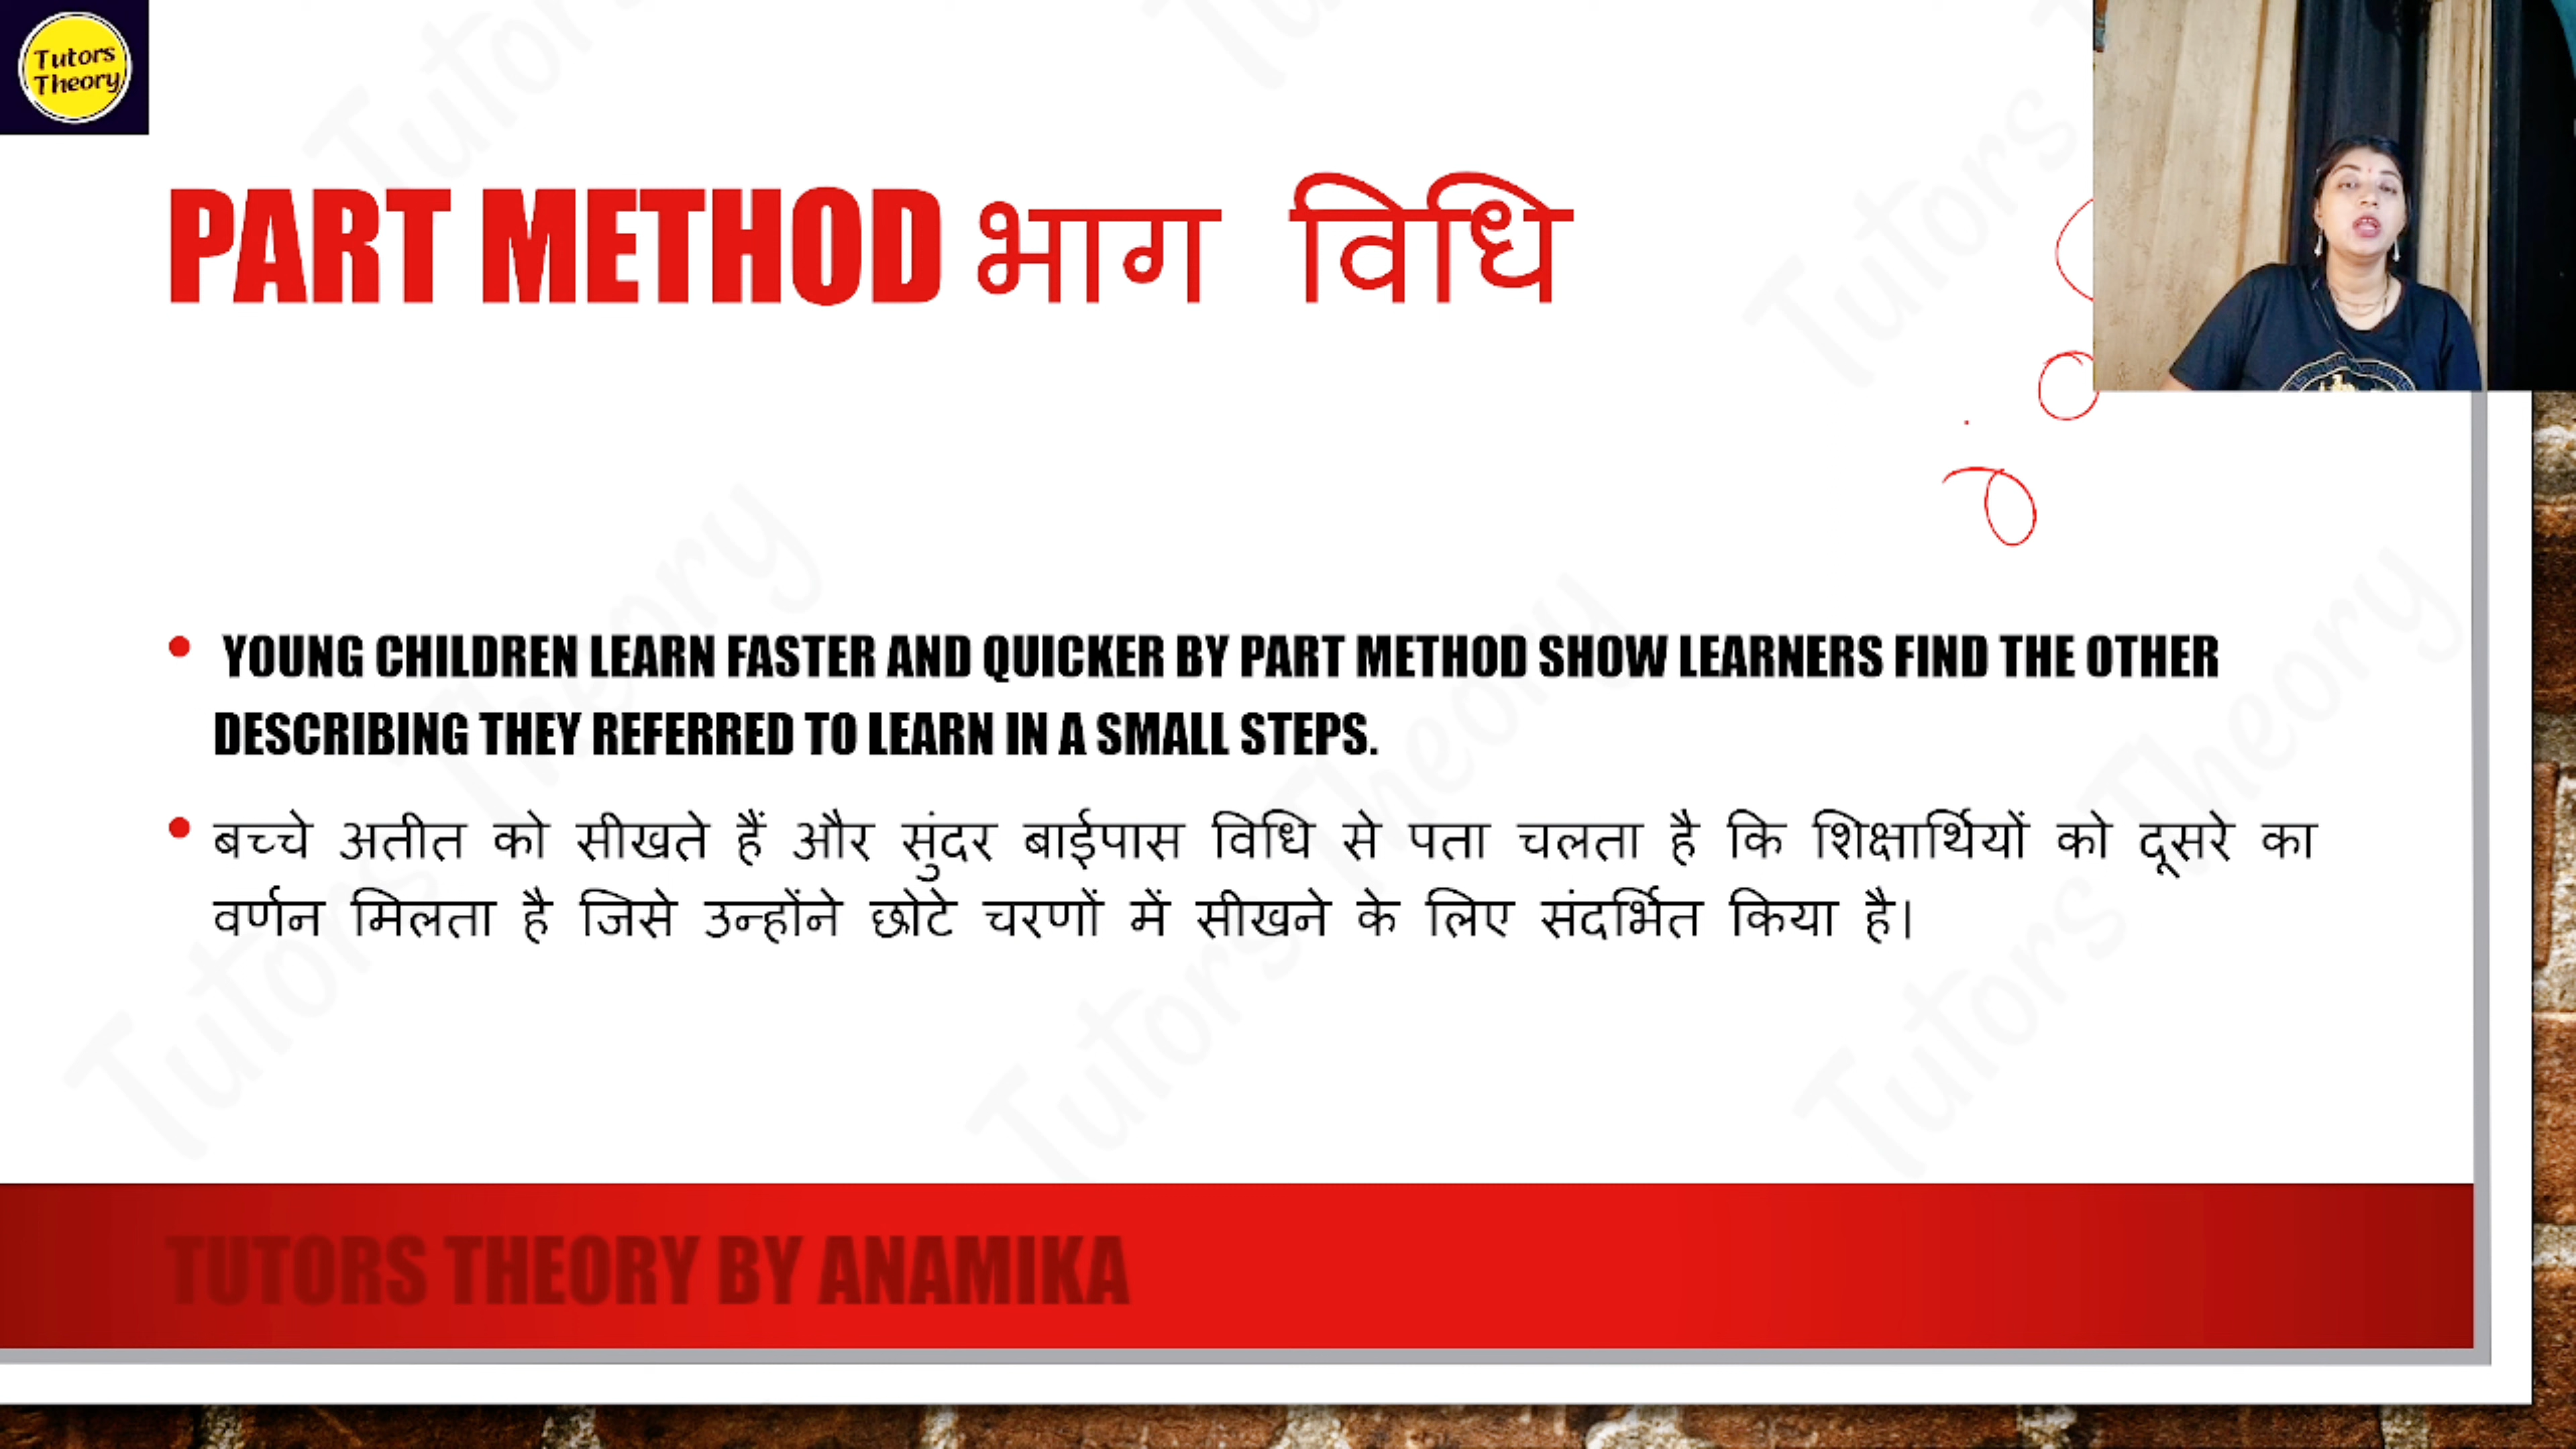 Tutors
Theory
PART METHOD भाग विधि
• YOUNG CHILDREN LEARN FASTER AND QUICKER BY PART METHOD SHOW LEARNERS FIND THE OTHER
DESCRIBING THEY REFERRED TO LEARN IN A SMALL STEPS.
• बच्चे अतीत को सीखते हैं और सुंदर बाईपास विधि से पता चलता है कि शिक्षार्थियों को दूसरे का
वर्णन मिलता है जिसे उन्होंने छोटे चरणों में सीखने के लिए संदर्भित किया है।
TUTORS THEORY BY ANAMIKA